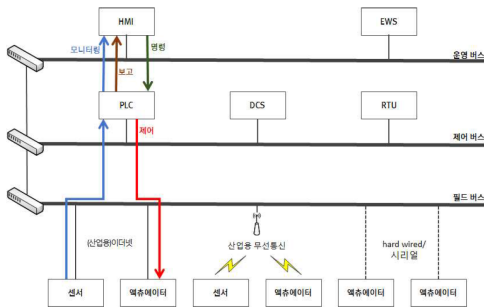 HMI
EWS
모니터링
보고
명령
운영 버스
PLC
DCS
RTU
제어
제어 버스
필드 버스
(산업용)이더넷
산업용 무선통신
hard wired/
시리얼
센서
액츄에이터
센서
액츄에이터
액츄에이터
액츄에이터